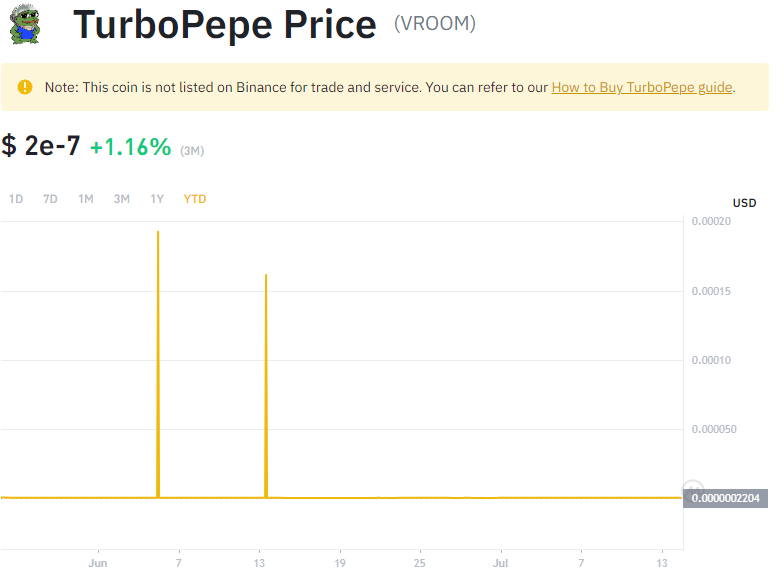 TurboPepe Price (VROOM)
Note: This coin is not listed on Binance for trade and service. You can refer to our How to Buy TurboPepe guide.
$ 2e-7 +1.16% (3M)
1D 7D 1M 3M 1Y YTD
USD
0.00020
0.00015
0.00010
0.000050
0.0000002204
Jun 7 13 19 25 Jul 7 13